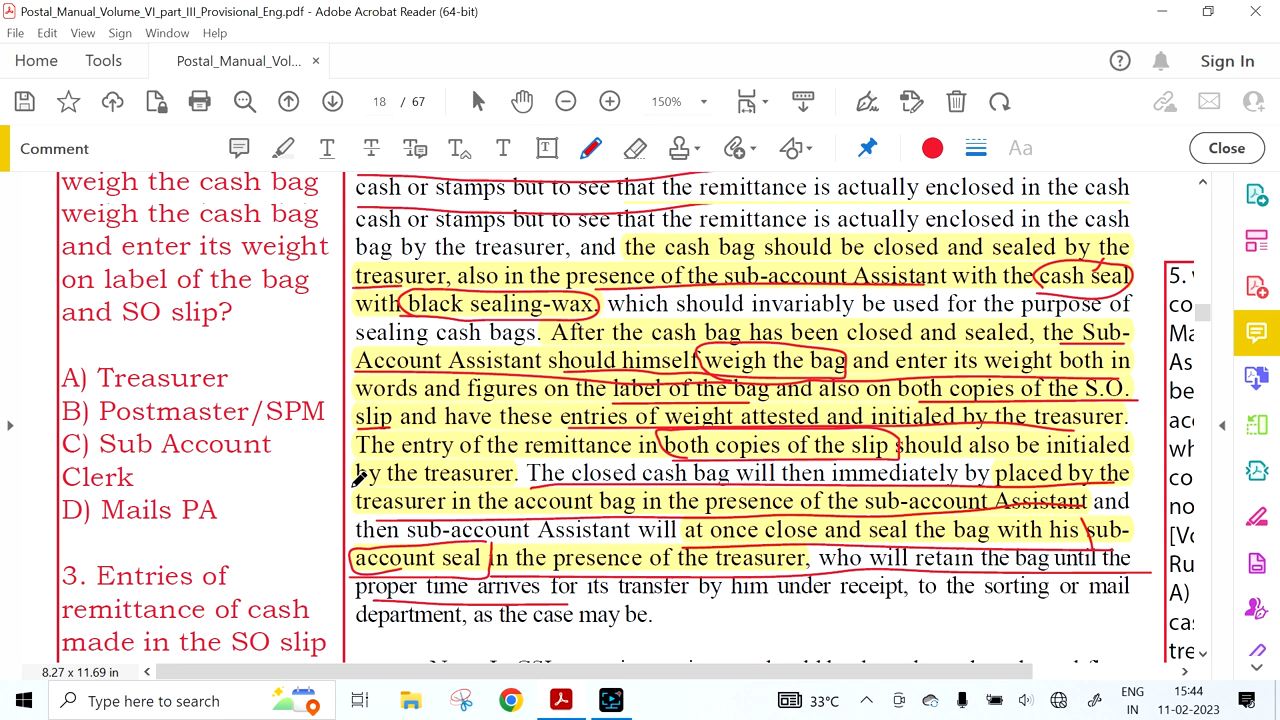 Postal_Manual_Volume_VI_part_III_Provisional_Eng.pdf - Adobe Acrobat Reader (64-bit)
File Edit View Sign Window Help
Home Tools Postal_Manual_Vol... × Sign In
18 / 67 150%
Comment Aa Close
weigh the cash bag
weigh the cash bag
and enter its weight
on label of the bag
and SO slip?
A) Treasurer
B) Postmaster/SPM
C) Sub Account
Clerk
D) Mails PA
3. Entries of
remittance of cash
made in the SO slip
cash or stamps but to see that the remittance is actually enclosed in the cash
cash or stamps but to see that the remittance is actually enclosed in the cash
bag by the treasurer, and the cash bag should be closed and sealed by the
treasurer, also in the presence of the sub-account Assistant with the cash seal
with black sealing-wax, which should invariably be used for the purpose of
sealing cash bags. After the cash bag has been closed and sealed, the Sub-
Account Assistant should himself weigh the bag and enter its weight both in
words and figures on the label of the bag and also on both copies of the S.O.
slip and have these entries of weight attested and initialed by the treasurer.
The entry of the remittance in both copies of the slip should also be initialed
by the treasurer. The closed cash bag will then immediately by placed by the
treasurer in the account bag in the presence of the sub-account Assistant and
then sub-account Assistant will at once close and seal the bag with his sub-
account seal in the presence of the treasurer, who will retain the bag until the
proper time arrives for its transfer by him under receipt, to the sorting or mail
department, as the case may be.
5.
co
Ma
As
be
acc
wh
co
no
[Vo
Ru
A)
cas
tre
8.27 x 11.69 in
Type here to search
33°C
ENG
IN
15:44
11-02-2023